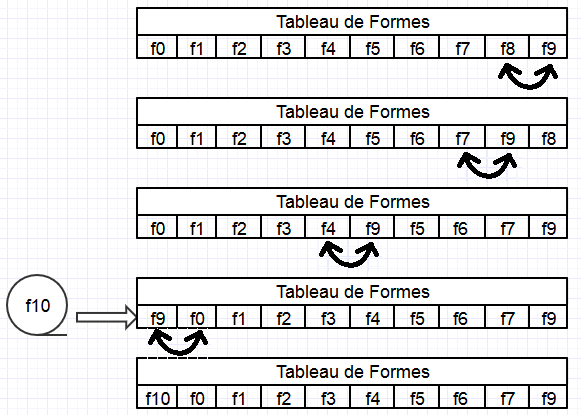 Tableau de Formes
f0 f1 f2 f3 f4 f5 f6 f7 f8 f9
Tableau de Formes
f0 f1 f2 f3 f4 f5 f6 f7 f9 f8
Tableau de Formes
f0 f1 f2 f3 f4 f9 f5 f6 f7 f9
Tableau de Formes
f10
f9 f0 f1 f2 f3 f4 f5 f6 f7 f9
Tableau de Formes
f10 f0 f1 f2 f3 f4 f5 f6 f7 f9